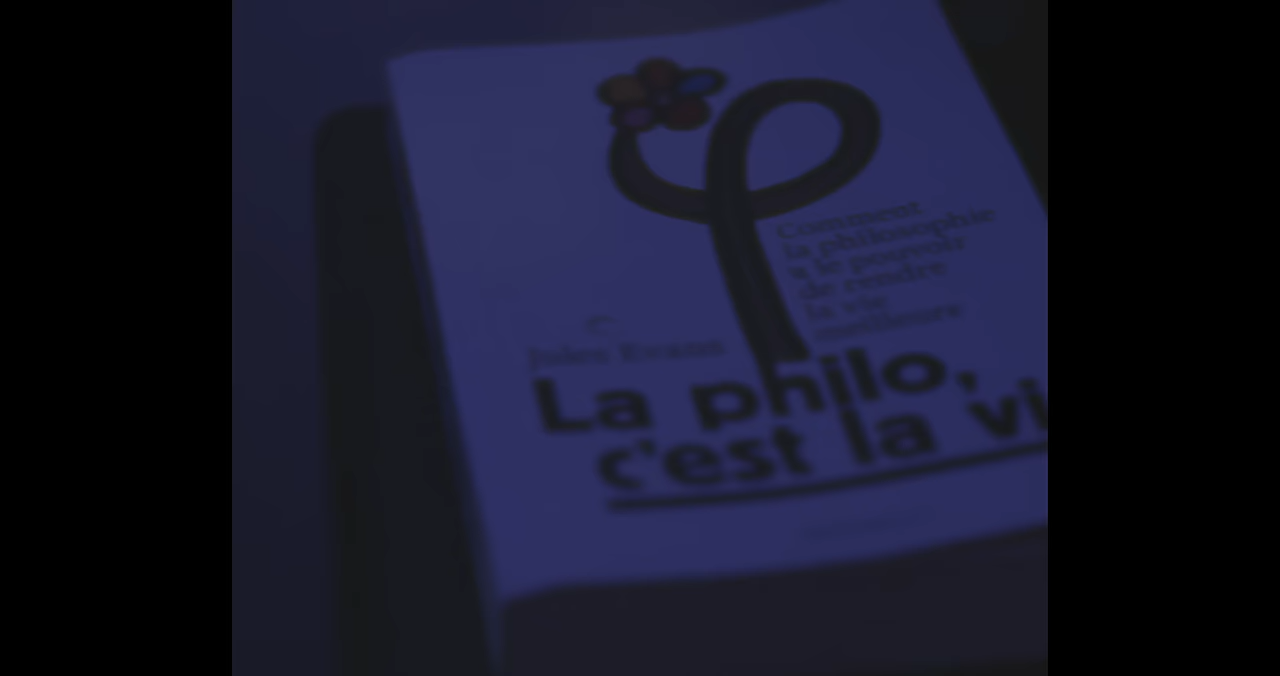 Comment
la philosophie
a le pouvoir
de rendre
la vie
meilleure
La philo,
c'est la vi